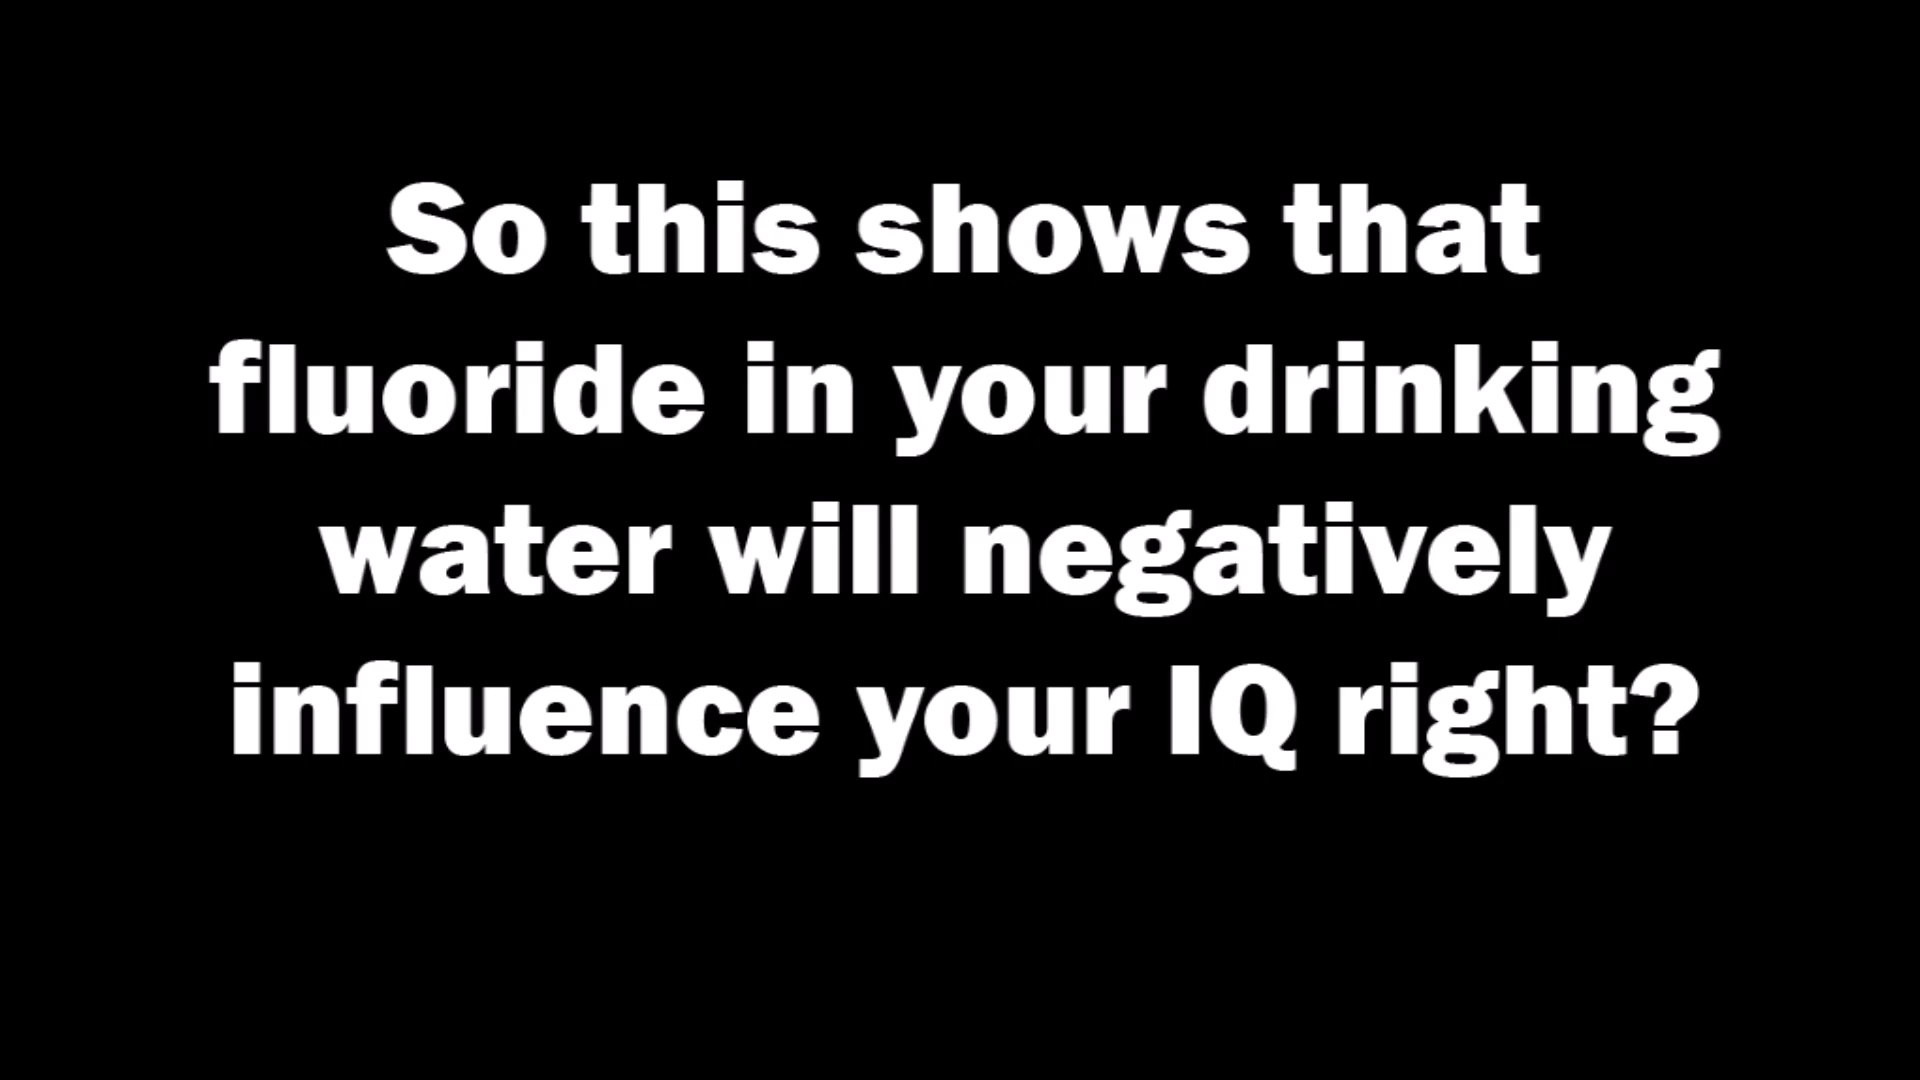 So this shows that
fluoride in your drinking
water will negatively
influence your IQ right?